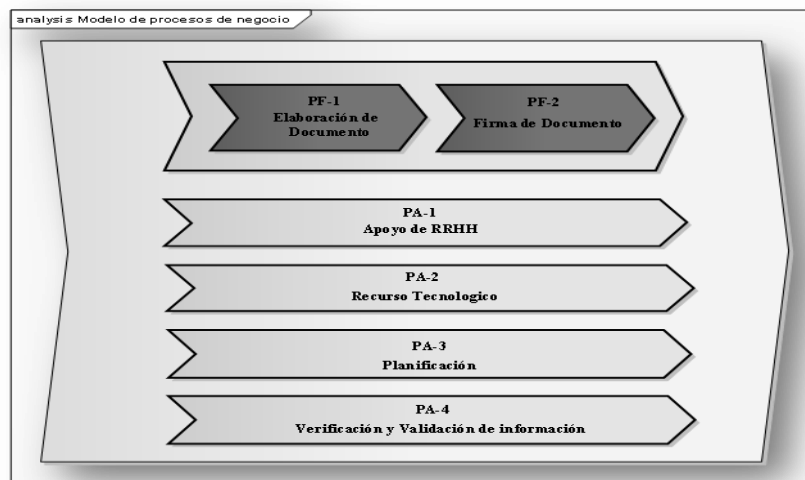 analysis Modelo de procesos de negocio
PF-1
Elaboración de
Documento
PF-2
Firma de Documento
PA-1
Apoyo de RRHH
PA-2
Recurso Tecnologico
PA-3
Planificación
PA-4
Verificación y Validación de información